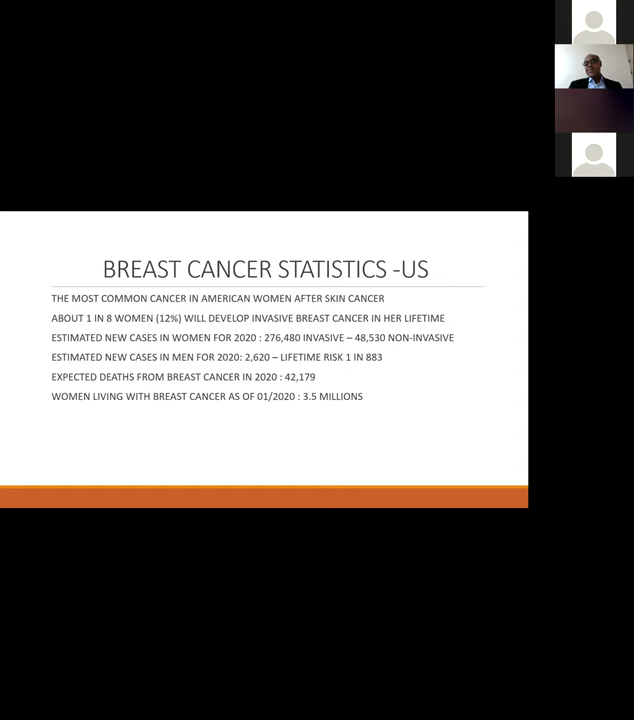 BREAST CANCER STATISTICS -US
THE MOST COMMON CANCER IN AMERICAN WOMEN AFTER SKIN CANCER
ABOUT 1 IN 8 WOMEN (12%) WILL DEVELOP INVASIVE BREAST CANCER IN HER LIFETIME
ESTIMATED NEW CASES IN WOMEN FOR 2020 : 276,480 INVASIVE – 48,530 NON-INVASIVE
ESTIMATED NEW CASES IN MEN FOR 2020: 2,620 – LIFETIME RISK 1 IN 883
EXPECTED DEATHS FROM BREAST CANCER IN 2020 : 42,179
WOMEN LIVING WITH BREAST CANCER AS OF 01/2020 : 3.5 MILLIONS